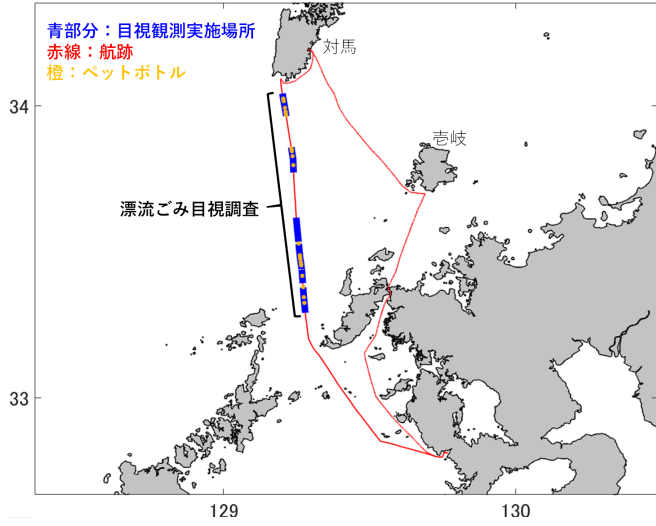 青部分：目視観測実施場所
赤線：航跡
橙：ペットボトル
対馬
34
壱岐
漂流ごみ目視調査
33
129
130